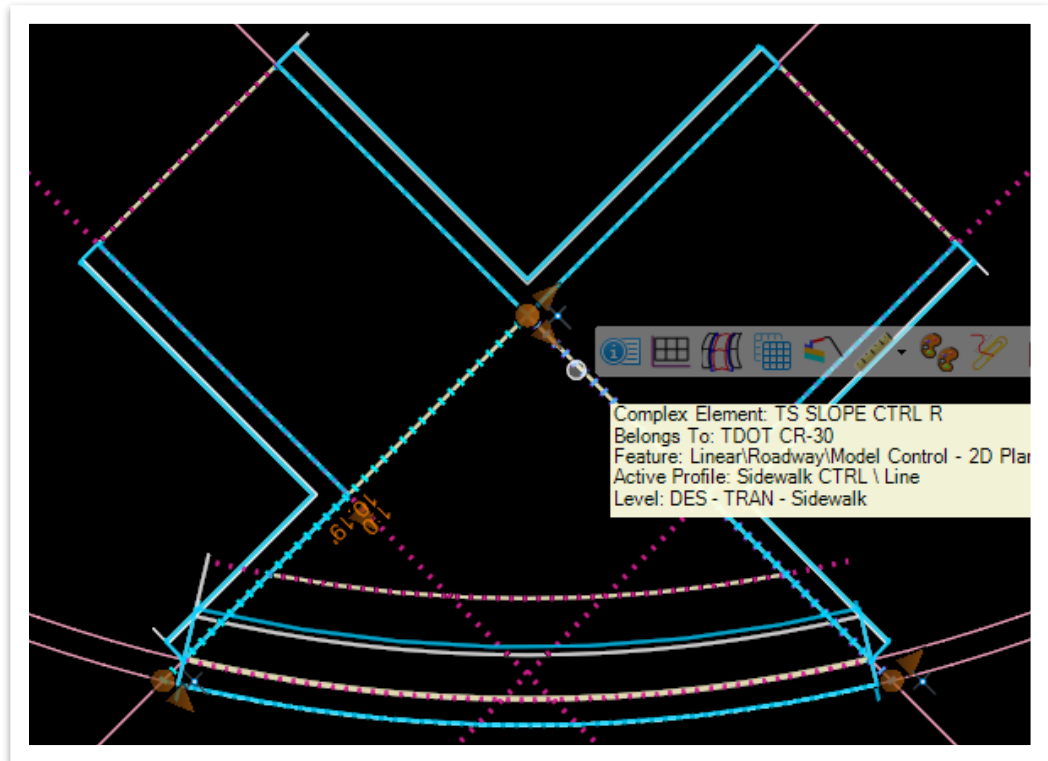 Complex Element: TS SLOPE CTRL R
Belongs To: TDOT CR-30
Feature: Linear\Roadway\Model Control - 2D Plan
Active Profile: Sidewalk CTRL \ Line
Level: DES - TRAN - Sidewalk